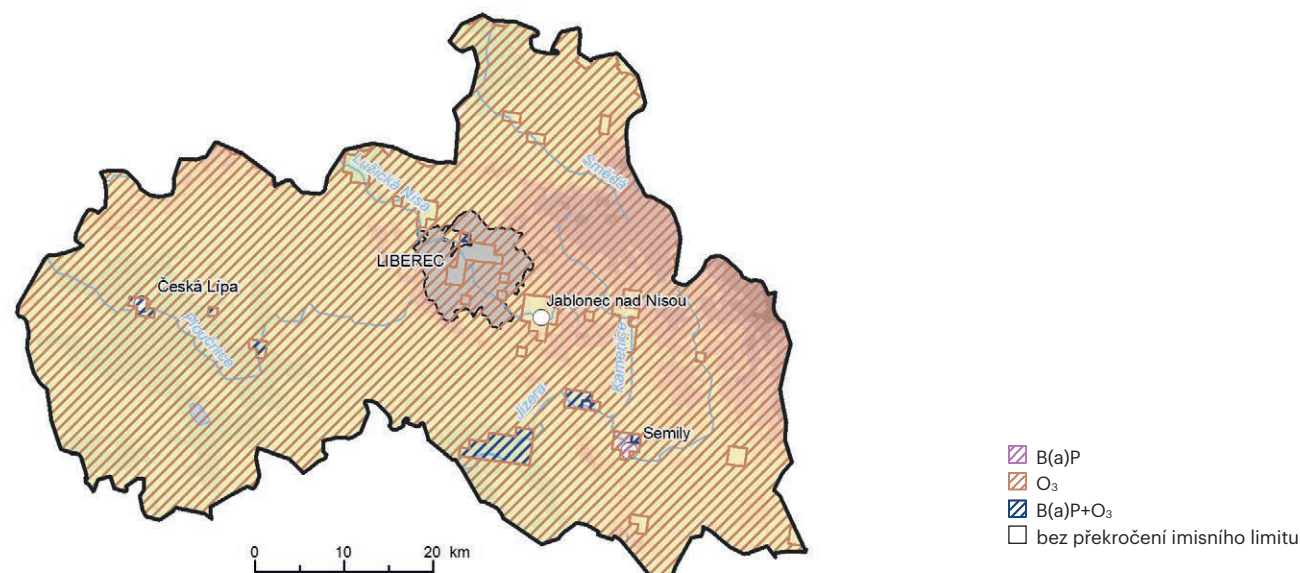 Smědá
Lužická Nisa
LIBEREC
Česká Lípa
Jablonec nad Nisou
Ploučnice
Kamenice
Jizera
Semily
0 10 20 km
B(a)P
O₃
B(a)P+O₃
bez překročení imisního limitu